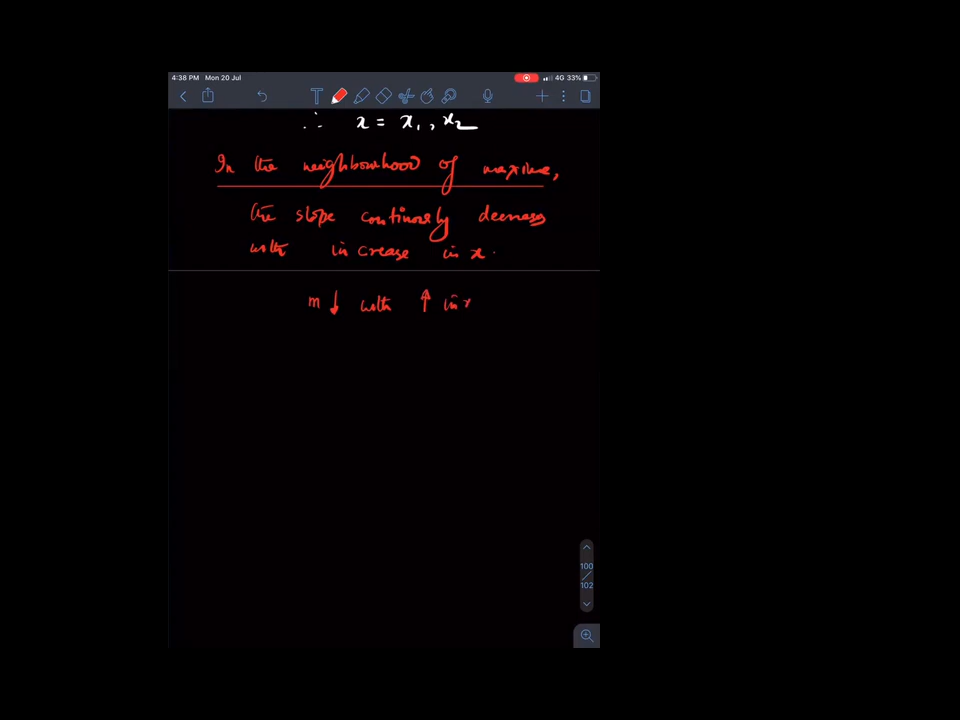 4:38 PM Mon 20 Jul 4G 33%
∴ x = x₁, x₂
In the neighbourhood of maxima,
the slope continously decreases
with increase in x.
m ↓ with ↑ in x
100
102